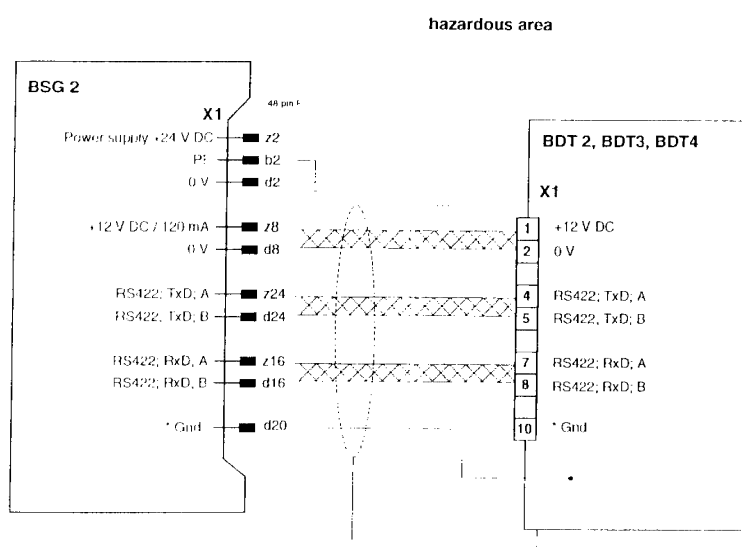 hazardous area
BSG 2
X1
48 pin F
Power supply +24 V DC z2
PE b2
0 V d2
BDT 2, BDT3, BDT4
X1
+12 V DC / 120 mA z8
0 V d8
1 +12 V DC
2 0 V
RS422; TxD; A z24
RS422, TxD; B d24
4 RS422; TxD; A
5 RS422, TxD; B
RS422; RxD, A z16
RS422; RxD, B d16
7 RS422; RxD; A
8 RS422; RxD; B
* Gnd d20
10 * Gnd